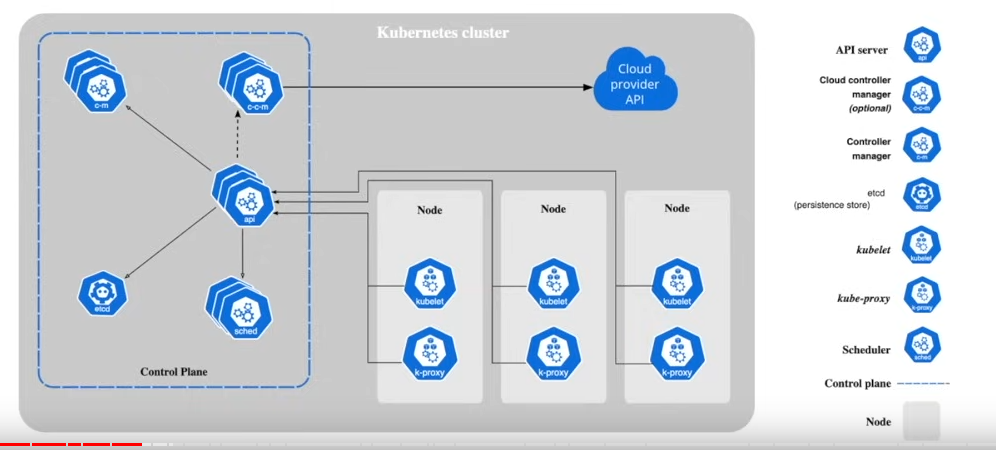 Kubernetes cluster
c-m
c-c-m
Cloud
provider
API
api
etcd
sched
Control Plane
Node
kubelet
k-proxy
Node
kubelet
k-proxy
Node
kubelet
k-proxy
API server
api
Cloud controller
manager
(optional)
c-c-m
Controller
manager
c-m
etcd
(persistence store)
etcd
kubelet
kubelet
kube-proxy
k-proxy
Scheduler
sched
Control plane
Node